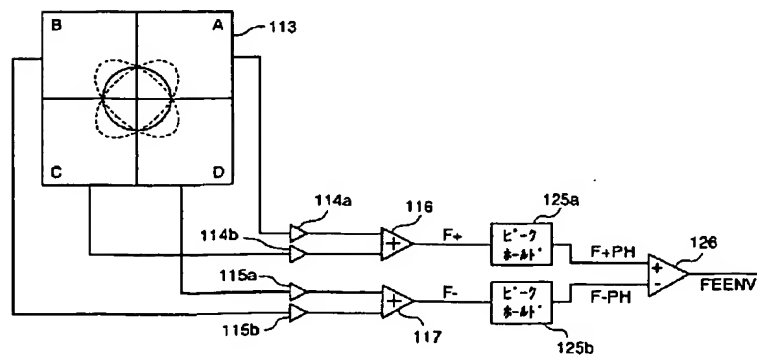 B
A
113
C
D
114a
116
125a
114b
F+
ピーク
ホールド
F+PH
126
+
+
-
FEENV
115a
F-
ピーク
ホールド
F-PH
115b
+
117
125b